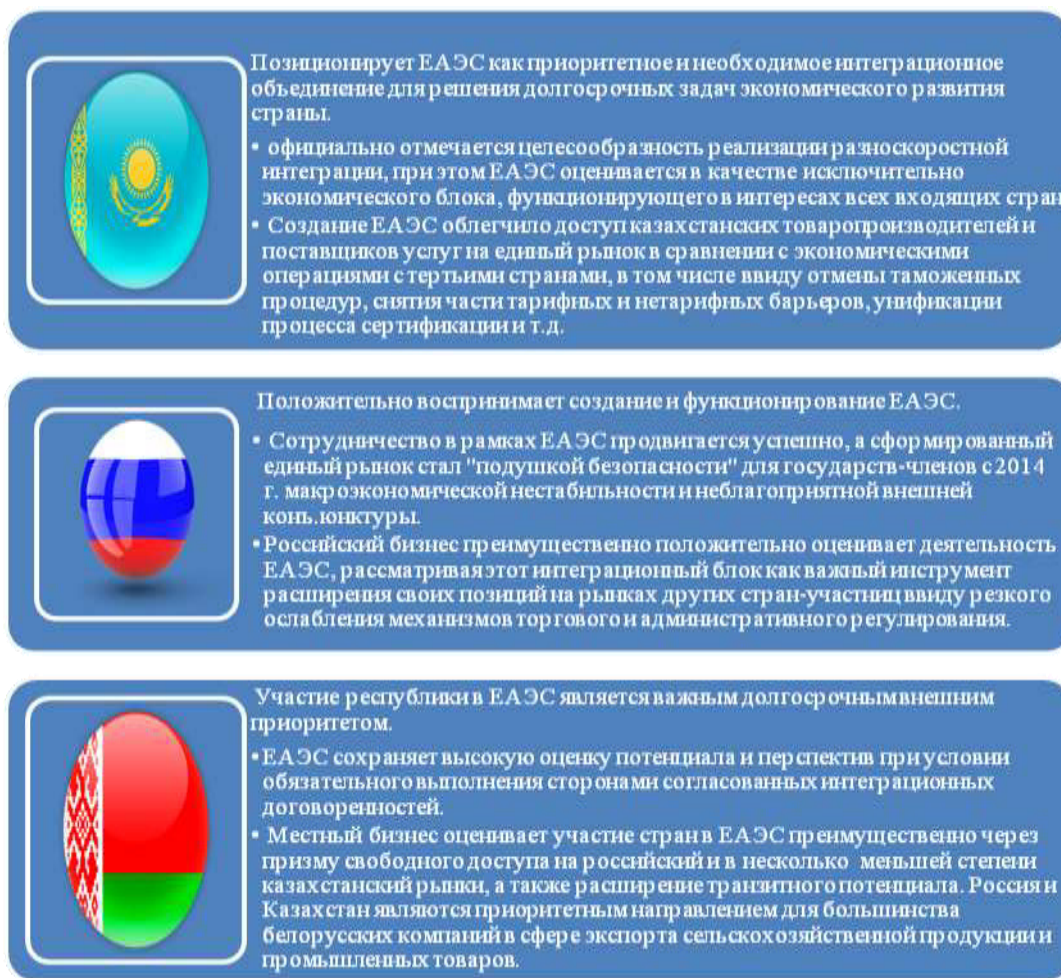 Позиционирует ЕАЭС как приоритетное и необходимое интеграционное
объединение для решения долгосрочных задач экономического развития
страны.
• официально отмечается целесообразность реализации разноскоростной
интеграции, при этом ЕАЭС оценивается в качестве исключительно
экономического блока, функционирующего в интересах всех входящих стран
• Создание ЕАЭС облегчило доступ казахстанских товаропроизводителей и
поставщиков услуг на единый рынок в сравнении с экономическими
операциями с тертьими странами, в том числе ввиду отмены таможенных
процедур, снятия части тарифных и нетарифных барьеров, унификации
процесса сертификации и т.д.
Положительно воспринимает создание и функционирование ЕАЭС.
• Сотрудничество в рамках ЕАЭС продвигается успешно, а сформированный
единый рынок стал "подушкой безопасности" для государств-членов с 2014
г. макроэкономической нестабильности и неблагоприятной внешней
конь.юнктуры.
• Российский бизнес преимущественно положительно оценивает деятельность
ЕАЭС, рассматривая этот интеграционный блок как важный инструмент
расширения своих позиций на рынках других стран-участниц ввиду резкого
ослабления механизмов торгового и административного регулирования.
Участие республики в ЕАЭС является важным долгосрочным внешним
приоритетом.
• ЕАЭС сохраняет высокую оценку потенциала и перспектив при условии
обязательного выполнения сторонами согласованных интеграционных
договоренностей.
• Местный бизнес оценивает участие стран в ЕАЭС преимущественно через
призму свободного доступа на российский и в несколько меньшей степени
казахстанский рынки, а также расширение транзитного потенциала. Россия и
Казахстан являются приоритетным направлением для большинства
белорусских компаний в сфере экспорта сельскохозяйственной продукции и
промышленных товаров.